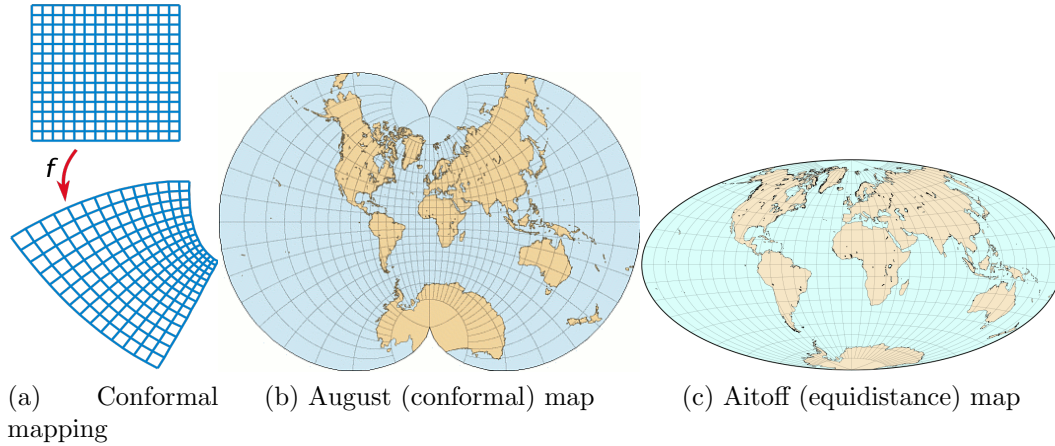 f
(a) Conformal
mapping
(b) August (conformal) map
(c) Aitoff (equidistance) map